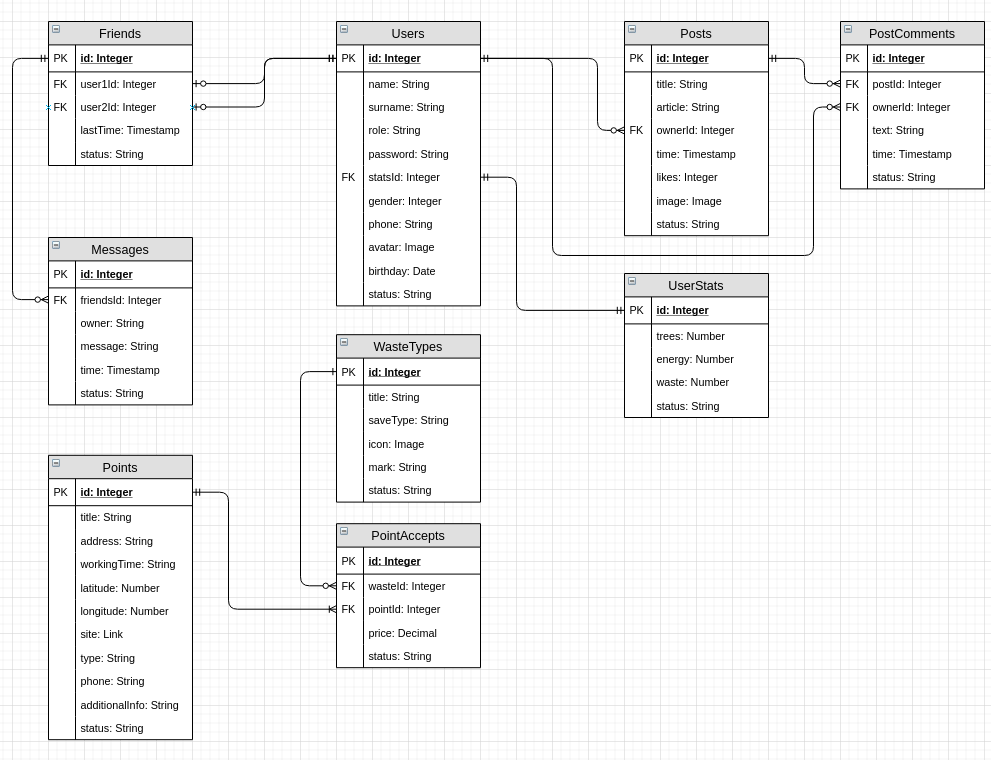 Friends
PK id: Integer
FK user1Id: Integer
FK user2Id: Integer
lastTime: Timestamp
status: String
Users
PK id: Integer
name: String
surname: String
role: String
password: String
FK statsId: Integer
gender: Integer
phone: String
avatar: Image
birthday: Date
status: String
Posts
PK id: Integer
title: String
article: String
FK ownerId: Integer
time: Timestamp
likes: Integer
image: Image
status: String
PostComments
PK id: Integer
FK postId: Integer
FK ownerId: Integer
text: String
time: Timestamp
status: String
Messages
PK id: Integer
FK friendsId: Integer
owner: String
message: String
time: Timestamp
status: String
UserStats
PK id: Integer
trees: Number
energy: Number
waste: Number
status: String
WasteTypes
PK id: Integer
title: String
saveType: String
icon: Image
mark: String
status: String
Points
PK id: Integer
title: String
address: String
workingTime: String
latitude: Number
longitude: Number
site: Link
type: String
phone: String
additionalInfo: String
status: String
PointAccepts
PK id: Integer
FK wasteId: Integer
FK pointId: Integer
price: Decimal
status: String